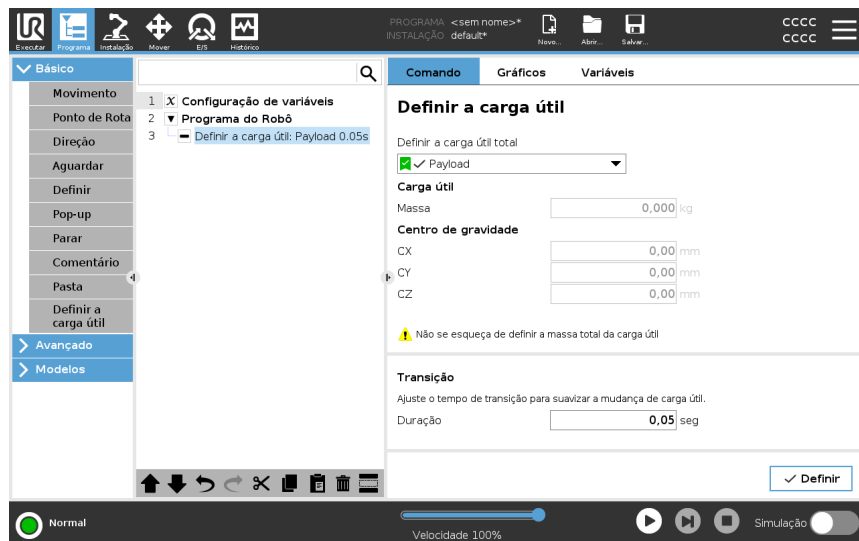 UR
Executar
Programa
Instalação
Mover
E/S
Histórico
PROGRAMA <sem nome>*
INSTALAÇÃO default*
Novo...
Abrir...
Salvar...
cccc
cccc
Básico
Movimento
Ponto de Rota
Direção
Aguardar
Definir
Pop-up
Parar
Comentário
Pasta
Definir a
carga útil
Avançado
Modelos
1 X Configuração de variáveis
2 Programa do Robô
3 Definir a carga útil: Payload 0.05s
Comando Gráficos Variáveis
Definir a carga útil
Definir a carga útil total
Payload
Carga útil
Massa 0,000 kg
Centro de gravidade
CX 0,00 mm
CY 0,00 mm
CZ 0,00 mm
Não se esqueça de definir a massa total da carga útil
Transição
Ajuste o tempo de transição para suavizar a mudança de carga útil.
Duração 0,05 seg
Definir
Normal
Velocidade 100%
Simulação